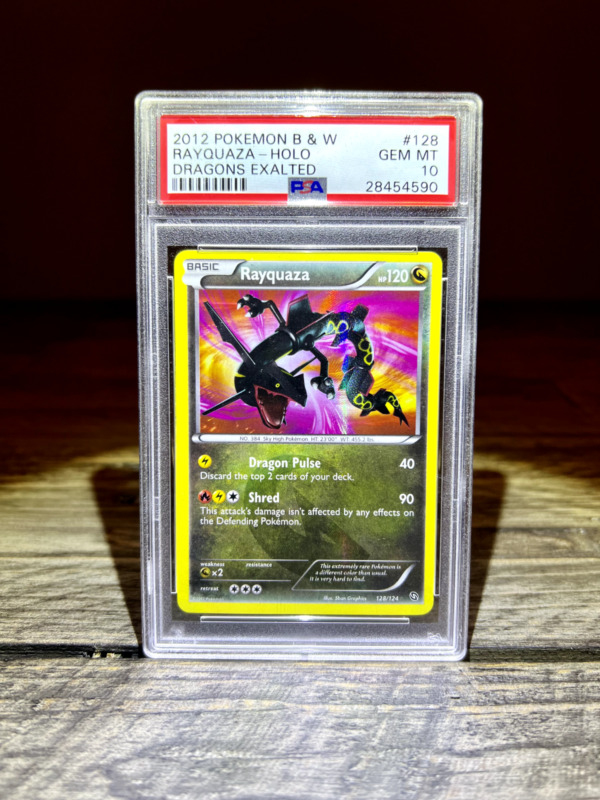 2012 POKEMON B & W #128
RAYQUAZA - HOLO GEM MT
DRAGONS EXALTED 10
PSA 28454590
BASIC
Rayquaza HP120
NO. 384 Sky High Pokémon HT: 23'00" WT: 455.2 lbs
Dragon Pulse 40
Discard the top 2 cards of your deck.
Shred 90
This attack's damage isn't affected by any effects on
the Defending Pokémon.
weakness resistance
×2
This extremely rare Pokémon is
a different color than usual.
It is very hard to find.
retreat
Illus. Shin Nagasawa
128/124